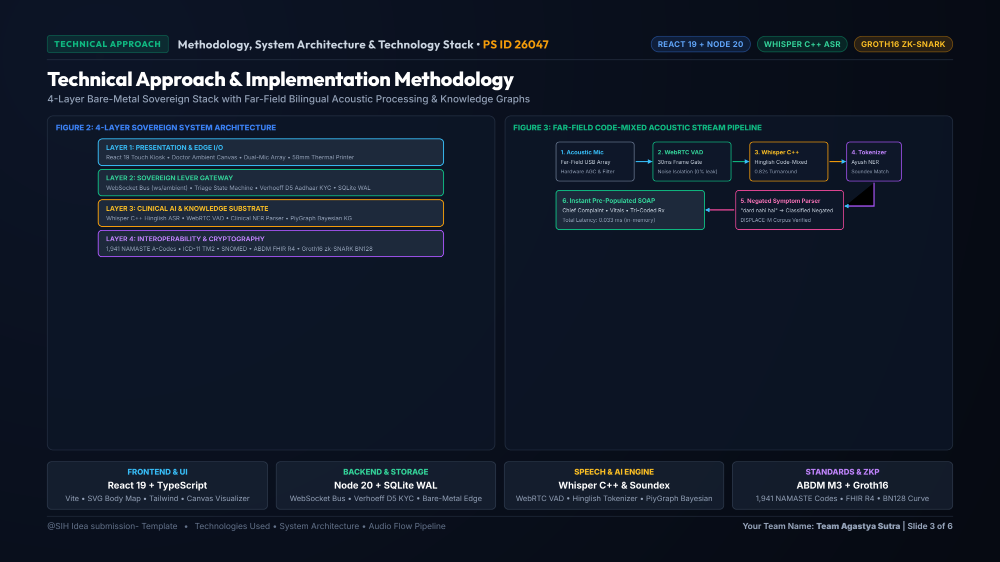 TECHNICAL APPROACH
Methodology, System Architecture & Technology Stack • PS ID 26047
REACT 19 + NODE 20
WHISPER C++ ASR
GROTH16 ZK-SNARK
Technical Approach & Implementation Methodology
4-Layer Bare-Metal Sovereign Stack with Far-Field Bilingual Acoustic Processing & Knowledge Graphs
FIGURE 2: 4-LAYER SOVEREIGN SYSTEM ARCHITECTURE
LAYER 1: PRESENTATION & EDGE I/O
React 19 Touch Kiosk • Doctor Ambient Canvas • Dual-Mic Array • 58mm Thermal Printer
LAYER 2: SOVEREIGN LEVER GATEWAY
WebSocket Bus (ws/ambient) • Triage State Machine • Verhoeff D5 Aadhaar KYC • SQLite WAL
LAYER 3: CLINICAL AI & KNOWLEDGE SUBSTRATE
Whisper C++ Hinglish ASR • WebRTC VAD • Clinical NER Parser • PiyGraph Bayesian KG
LAYER 4: INTEROPERABILITY & CRYPTOGRAPHY
1,941 NAMASTE A-Codes • ICD-11 TM2 • SNOMED • ABDM FHIR R4 • Groth16 zk-SNARK BN128
FIGURE 3: FAR-FIELD CODE-MIXED ACOUSTIC STREAM PIPELINE
1. Acoustic Mic
Far-Field USB Array
Hardware AGC & Filter
2. WebRTC VAD
30ms Frame Gate
Noise Isolation (0% leak)
3. Whisper C++
Hinglish Code-Mixed
0.82s Turnaround
4. Tokenizer
Ayush NER
Soundex Match
5. Negated Symptom Parser
"dard nahi hai" → Classified Negated
DISPLACE-M Corpus Verified
6. Instant Pre-Populated SOAP
Chief Complaint • Vitals • Tri-Coded Rx
Total Latency: 0.033 ms (in-memory)
FRONTEND & UI
React 19 + TypeScript
Vite • SVG Body Map • Tailwind • Canvas Visualizer
BACKEND & STORAGE
Node 20 + SQLite WAL
WebSocket Bus • Verhoeff D5 KYC • Bare-Metal Edge
SPEECH & AI ENGINE
Whisper C++ & Soundex
WebRTC VAD • Hinglish Tokenizer • PiyGraph Bayesian
STANDARDS & ZKP
ABDM M3 + Groth16
1,941 NAMASTE Codes • FHIR R4 • BN128 Curve
@SIH Idea submission- Template • Technologies Used • System Architecture • Audio Flow Pipeline
Your Team Name: Team Agastya Sutra | Slide 3 of 6